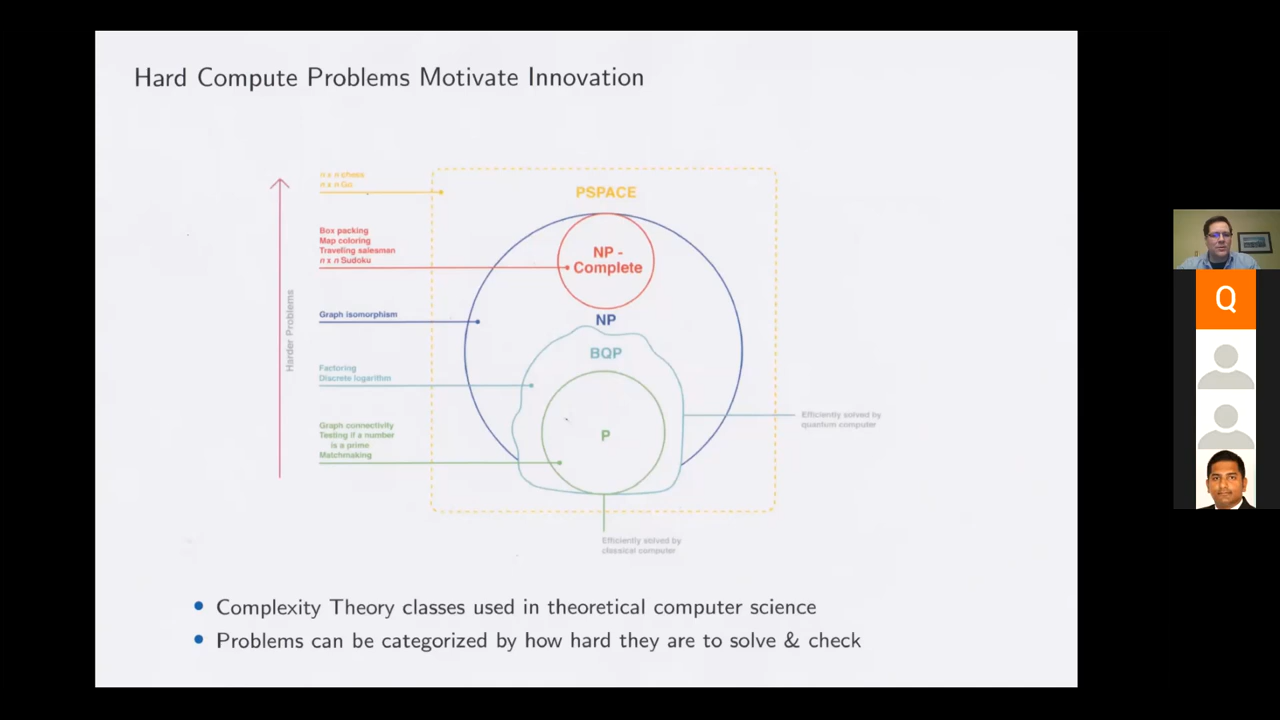 Hard Compute Problems Motivate Innovation
n x n chess
n x n Go
PSPACE
Box packing
Map coloring
Traveling salesman
n x n Sudoku
NP -
Complete
Harder Problems
Graph isomorphism
NP
BQP
Factoring
Discrete logarithm
Efficiently solved by
quantum computer
Graph connectivity
Testing if a number
is a prime
Matchmaking
P
Efficiently solved by
classical computer
Complexity Theory classes used in theoretical computer science
Problems can be categorized by how hard they are to solve & check
Q